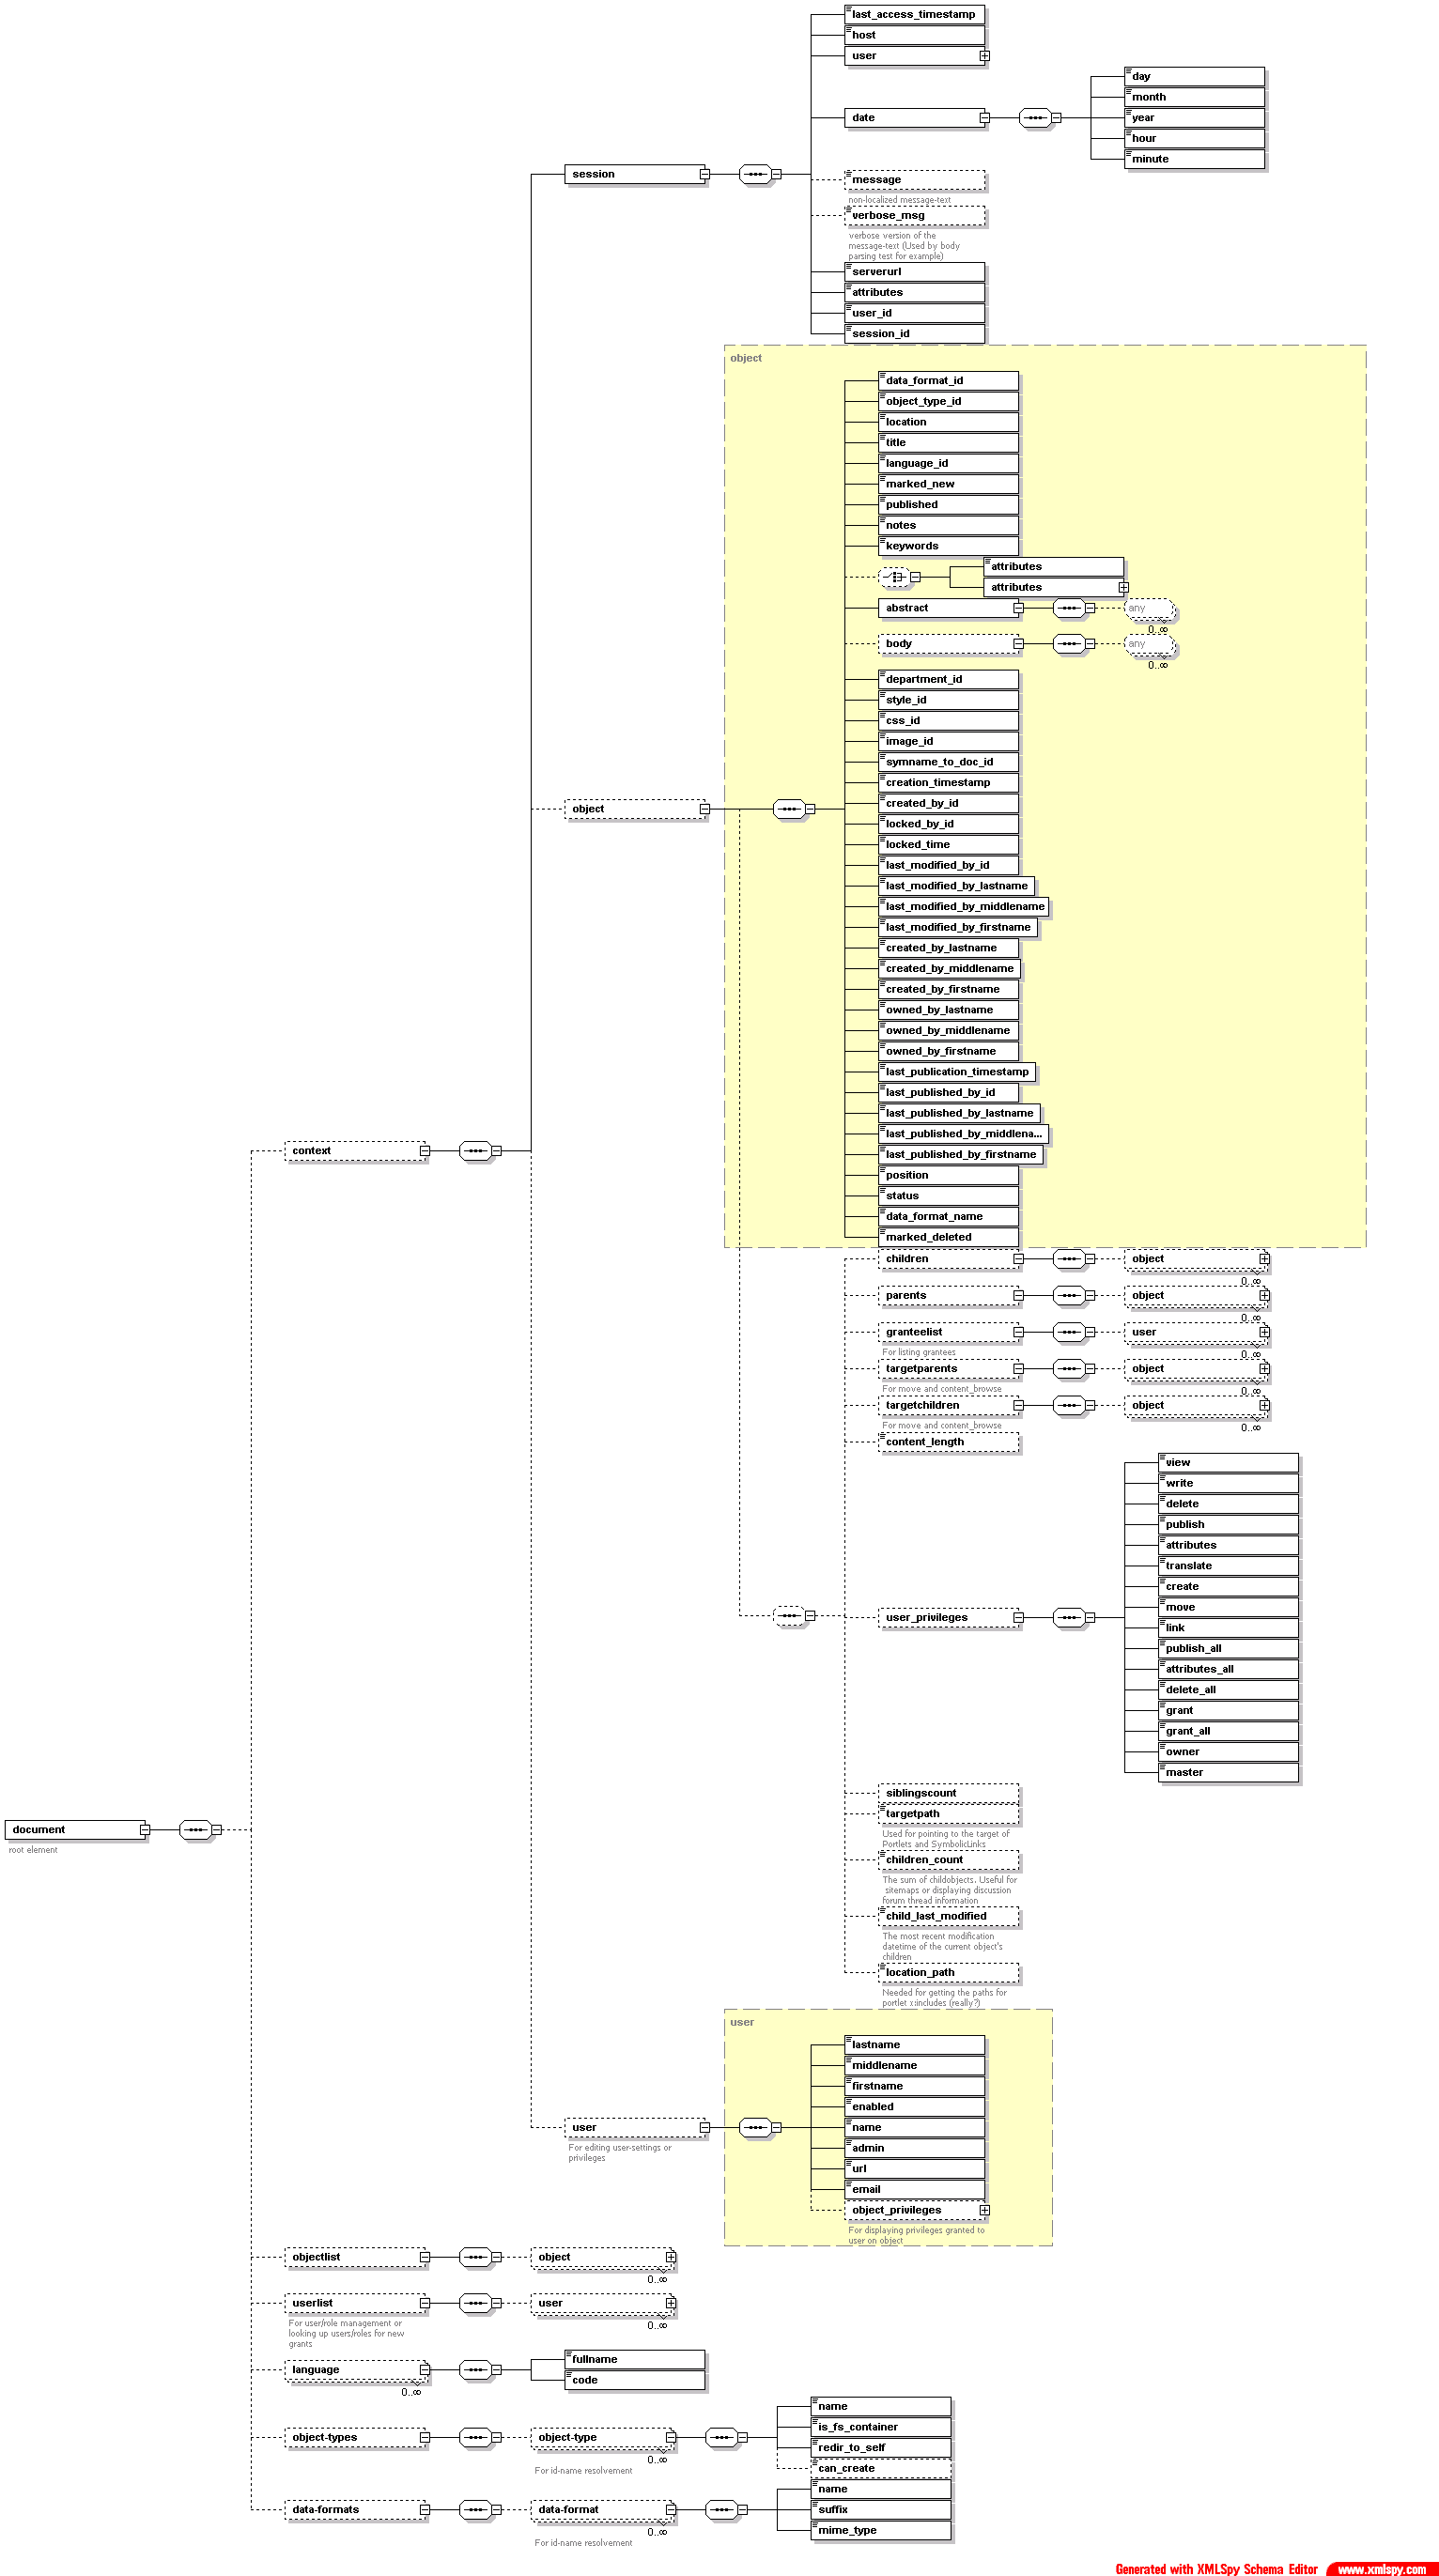 last_access_timestamp
host
user
day
month
date
year
hour
minute
session
message
non-localized message-text
verbose_msg
verbose version of the
message-text (Used by body
parsing test for example)
serverurl
attributes
user_id
session_id
object
data_format_id
object_type_id
location
title
language_id
marked_new
published
notes
keywords
attributes
attributes
abstract
any
0..∞
body
any
0..∞
department_id
style_id
css_id
image_id
symname_to_doc_id
creation_timestamp
object
created_by_id
locked_by_id
locked_time
last_modified_by_id
last_modified_by_lastname
last_modified_by_middlename
last_modified_by_firstname
created_by_lastname
created_by_middlename
created_by_firstname
owned_by_lastname
owned_by_middlename
owned_by_firstname
last_publication_timestamp
last_published_by_id
last_published_by_lastname
last_published_by_middlena...
context
last_published_by_firstname
position
status
data_format_name
marked_deleted
children
object
0..∞
parents
object
0..∞
granteelist
user
For listing grantees
0..∞
targetparents
object
For move and content_browse
0..∞
targetchildren
object
For move and content_browse
0..∞
content_length
view
write
delete
publish
attributes
translate
create
move
user_privileges
link
publish_all
attributes_all
delete_all
grant
grant_all
owner
master
siblingscount
targetpath
document
root element
Used for pointing to the target of
Portlets and SymbolicLinks
children_count
The sum of childobjects. Useful for
sitemaps or displaying discussion
forum thread information
child_last_modified
The most recent modification
datetime of the current object's
children
location_path
Needed for getting the paths for
portlet x:includes (really?)
user
lastname
middlename
firstname
enabled
user
name
For editing user-settings or
privileges
admin
url
email
object_privileges
For displaying privileges granted to
user on object
objectlist
object
0..∞
userlist
user
For user/role management or
looking up users/roles for new
grants
0..∞
fullname
language
code
0..∞
name
is_fs_container
object-types
object-type
redir_to_self
0..∞
For id-name resolvement
can_create
name
data-formats
data-format
suffix
0..∞
For id-name resolvement
mime_type
Generated with XMLSpy Schema Editor www.xmlspy.com